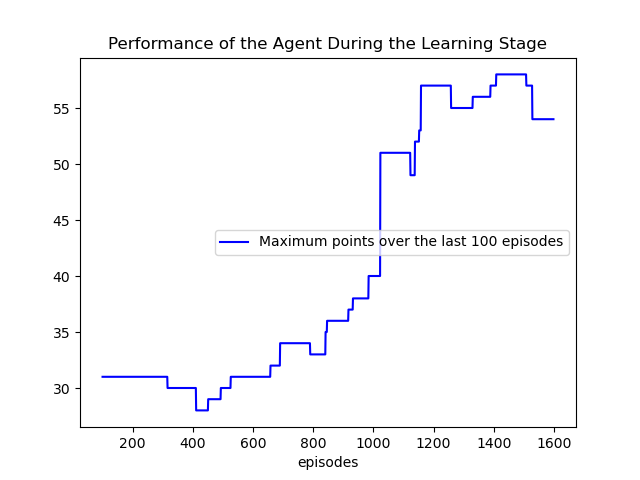 Performance of the Agent During the Learning Stage
55
50
45
40
35
30
Maximum points over the last 100 episodes
200 400 600 800 1000 1200 1400 1600
episodes